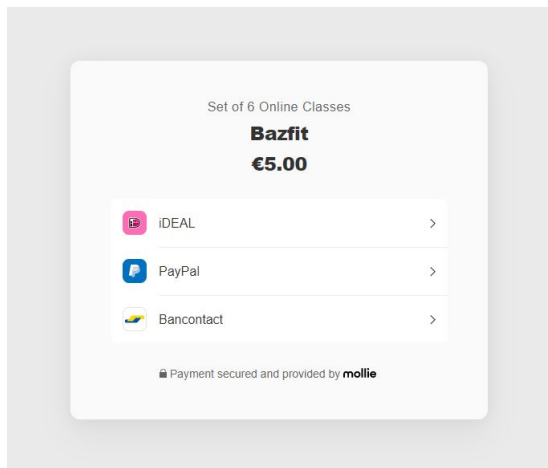 Set of 6 Online Classes
Bazfit
€5.00
iDEAL
PayPal
Bancontact
Payment secured and provided by mollie